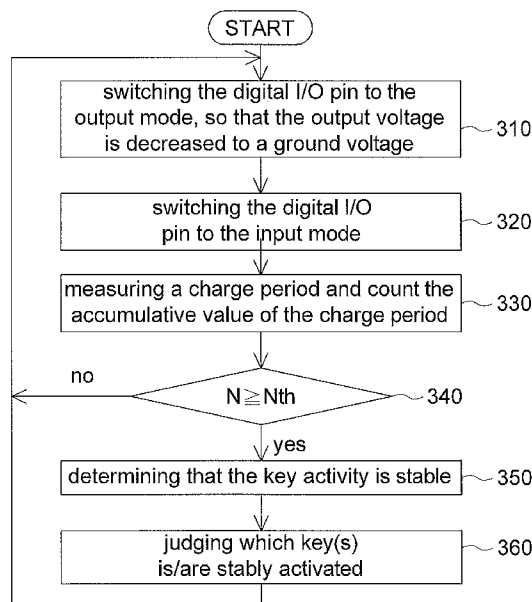 START
switching the digital I/O pin to the
output mode, so that the output voltage
is decreased to a ground voltage
310
switching the digital I/O
pin to the input mode
320
measuring a charge period and count the
accumulative value of the charge period
330
no
N≧Nth
340
yes
determining that the key activity is stable
350
judging which key(s)
is/are stably activated
360